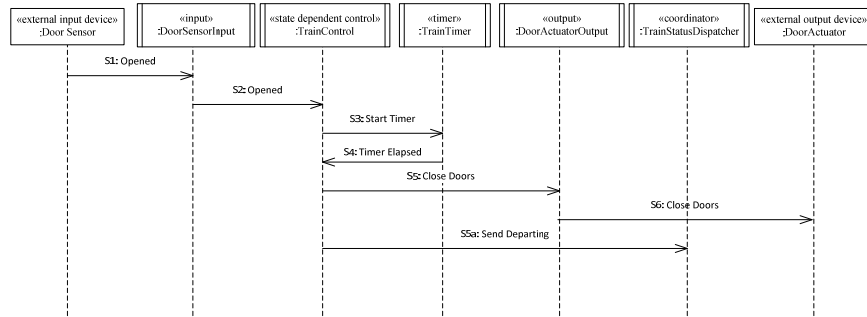 «external input device»
:Door Sensor
«input»
:DoorSensorInput
«state dependent control»
:TrainControl
«timer»
:TrainTimer
«output»
:DoorActuatorOutput
«coordinator»
:TrainStatusDispatcher
«external output device»
:DoorActuator
S1: Opened
S2: Opened
S3: Start Timer
S4: Timer Elapsed
S5: Close Doors
S6: Close Doors
S5a: Send Departing